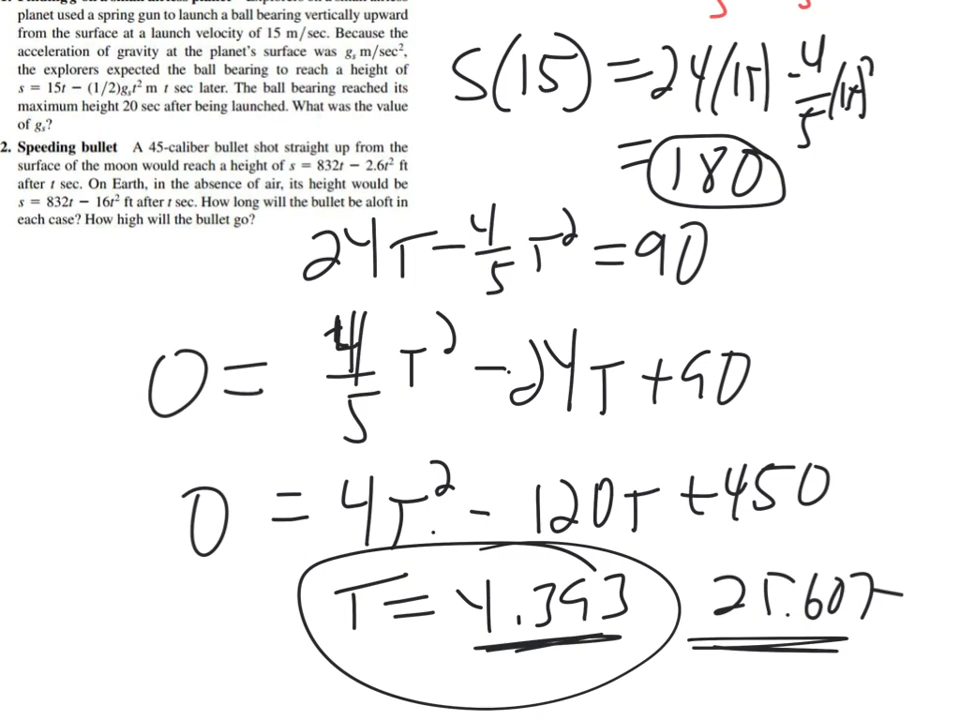 planet used a spring gun to launch a ball bearing vertically upward
from the surface at a launch velocity of 15 m/sec. Because the
acceleration of gravity at the planet's surface was gₛ m/sec²,
the explorers expected the ball bearing to reach a height of
s = 15t − (1/2)gₛt² m t sec later. The ball bearing reached its
maximum height 20 sec after being launched. What was the value
of gₛ?
2. Speeding bullet A 45-caliber bullet shot straight up from the
surface of the moon would reach a height of s = 832t − 2.6t² ft
after t sec. On Earth, in the absence of air, its height would be
s = 832t − 16t² ft after t sec. How long will the bullet be aloft in
each case? How high will the bullet go?
S(15) = 24(15) - 4/5 (15)²
= 180
24T - 4/5 T² = 90
0 = 4/5 T² - 24T + 90
0 = 4T² - 120T + 450
T = 4.393 25.607